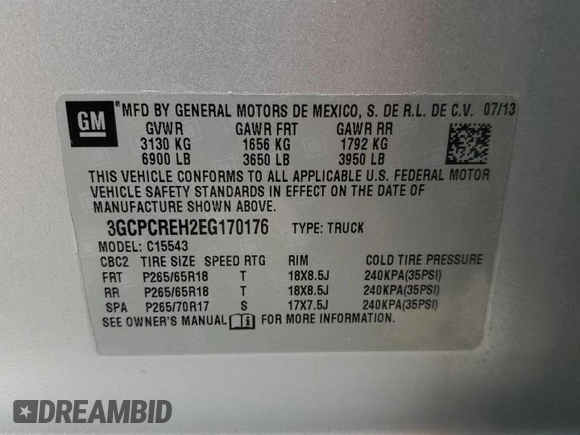 GM ® MFD BY GENERAL MOTORS DE MEXICO, S. DE R.L. DE C.V. 07/13
GVWR GAWR FRT GAWR RR
3130 KG 1656 KG 1792 KG
6900 LB 3650 LB 3950 LB
THIS VEHICLE CONFORMS TO ALL APPLICABLE U.S. FEDERAL MOTOR
VEHICLE SAFETY STANDARDS IN EFFECT ON THE DATE
OF MANUFACTURE SHOWN ABOVE.
3GCPCREH2EG170176 TYPE: TRUCK
MODEL: C15543
CBC2 TIRE SIZE SPEED RTG RIM COLD TIRE PRESSURE
FRT P265/65R18 T 18X8.5J 240KPA(35PSI)
RR P265/65R18 T 18X8.5J 240KPA(35PSI)
SPA P265/70R17 S 17X7.5J 240KPA(35PSI)
SEE OWNER'S MANUAL FOR MORE INFORMATION.
DREAMBID